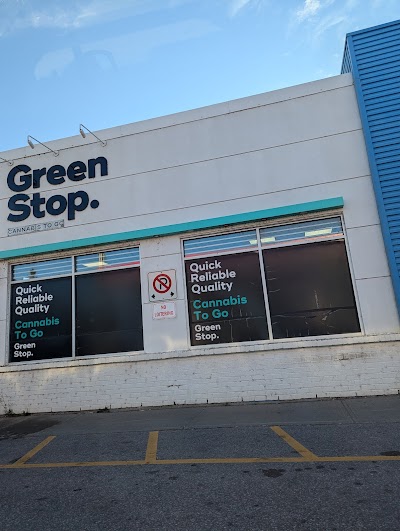 Green
Stop.
CANNABIS TO GO
Quick
Reliable
Quality
Cannabis
To Go
Green
Stop.
P
NO
LOITERING
Quick
Reliable
Quality
Cannabis
To Go
Green
Stop.